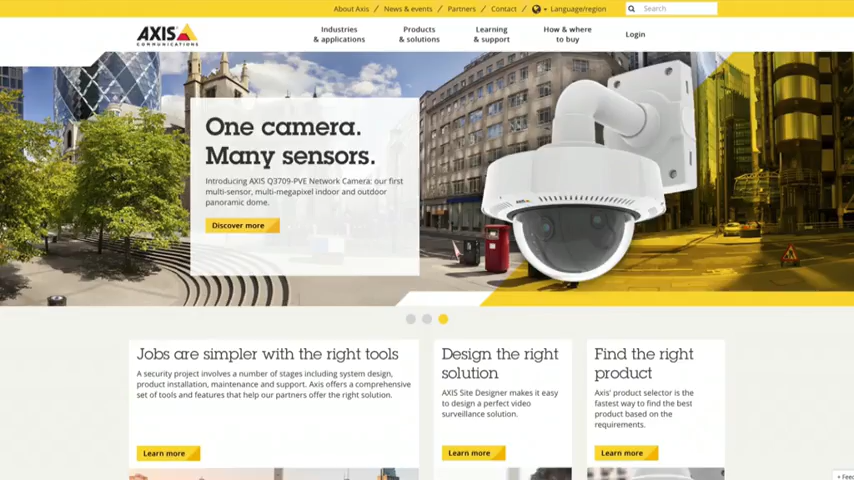 About Axis / News & events / Partners / Contact / Language/region Search
AXIS
COMMUNICATIONS
Industries
& applications
Products
& solutions
Learning
& support
How & where
to buy
Login
One camera.
Many sensors.
Introducing AXIS Q3709-PVE Network Camera: our first
multi-sensor, multi-megapixel indoor and outdoor
panoramic dome.
Discover more
AXIS
Jobs are simpler with the right tools
A security project involves a number of stages including system design,
product installation, maintenance and support. Axis offers a comprehensive
set of tools and features that help our partners offer the right solution.
Learn more
Design the right
solution
AXIS Site Designer makes it easy
to design a perfect video
surveillance solution.
Learn more
Find the right
product
Axis' product selector is the
fastest way to find the best
product based on the
requirements.
Learn more